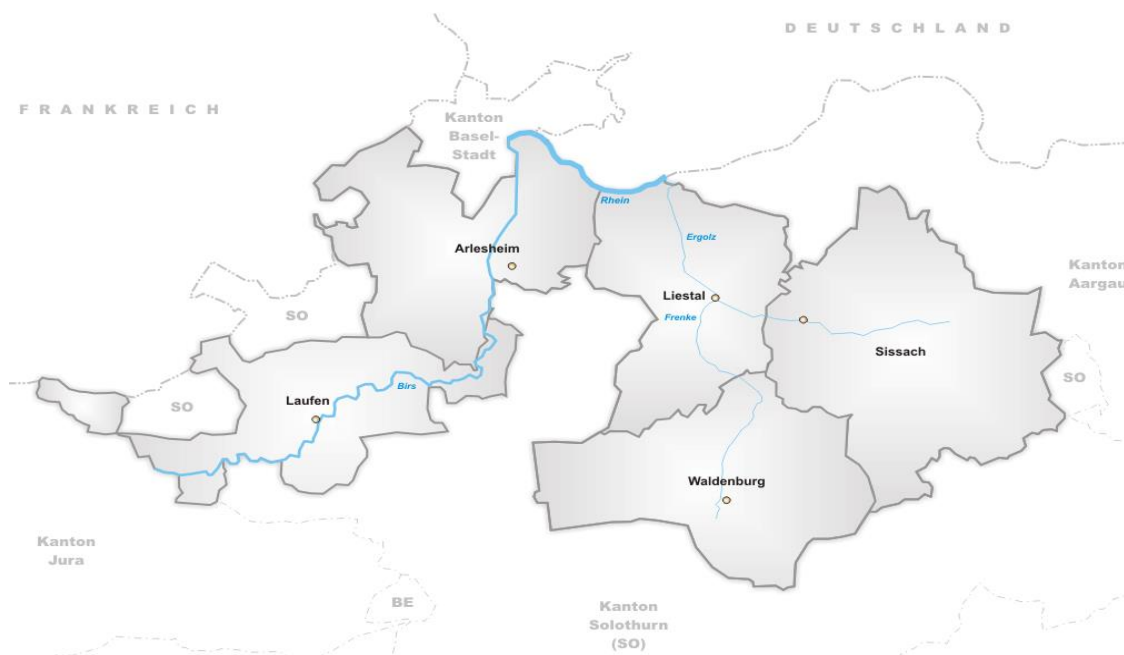 DEUTSCHLAND
FRANKREICH
Kanton
Basel-
Stadt
Rhein
Ergolz
Arlesheim
Kanton
Aargau
Liestal
SO
Frenke
Sissach
SO
Birs
Laufen
SO
Waldenburg
Kanton
Jura
BE
Kanton
Solothurn
(SO)